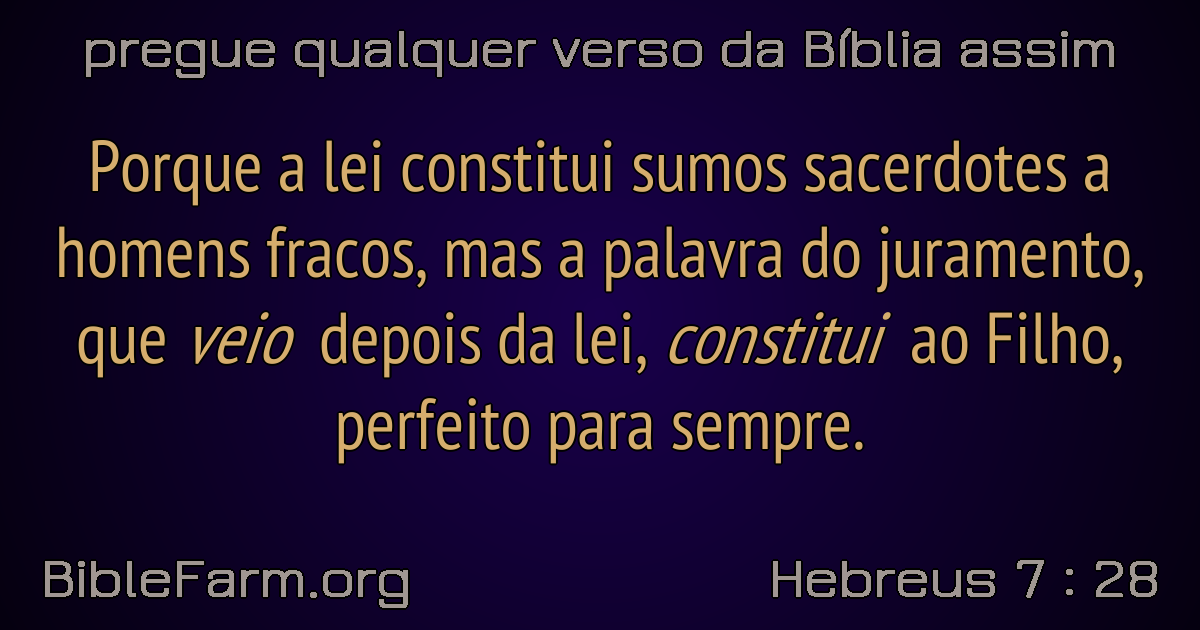 pregue qualquer verso da Bíblia assim
Porque a lei constitui sumos sacerdotes a
homens fracos, mas a palavra do juramento,
que veio depois da lei, constitui ao Filho,
perfeito para sempre.
BibleFarm.org
Hebreus 7 : 28